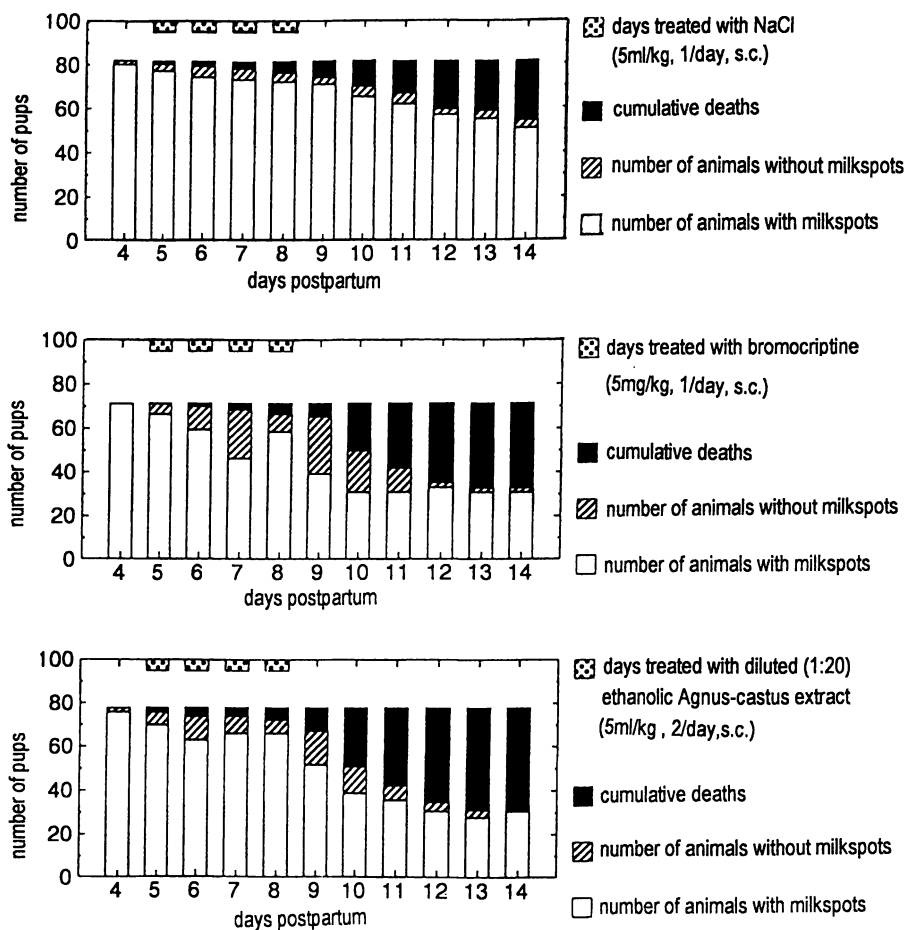 100
80
60
40
20
0
number of pups
4 5 6 7 8 9 10 11 12 13 14
days postpartum
days treated with NaCl
(5ml/kg, 1/day, s.c.)
cumulative deaths
number of animals without milkspots
number of animals with milkspots
100
80
60
40
20
0
number of pups
4 5 6 7 8 9 10 11 12 13 14
days postpartum
days treated with bromocriptine
(5mg/kg, 1/day, s.c.)
cumulative deaths
number of animals without milkspots
number of animals with milkspots
100
80
60
40
20
0
number of pups
4 5 6 7 8 9 10 11 12 13 14
days postpartum
days treated with diluted (1:20)
ethanolic Agnus-castus extract
(5ml/kg , 2/day,s.c.)
cumulative deaths
number of animals without milkspots
number of animals with milkspots